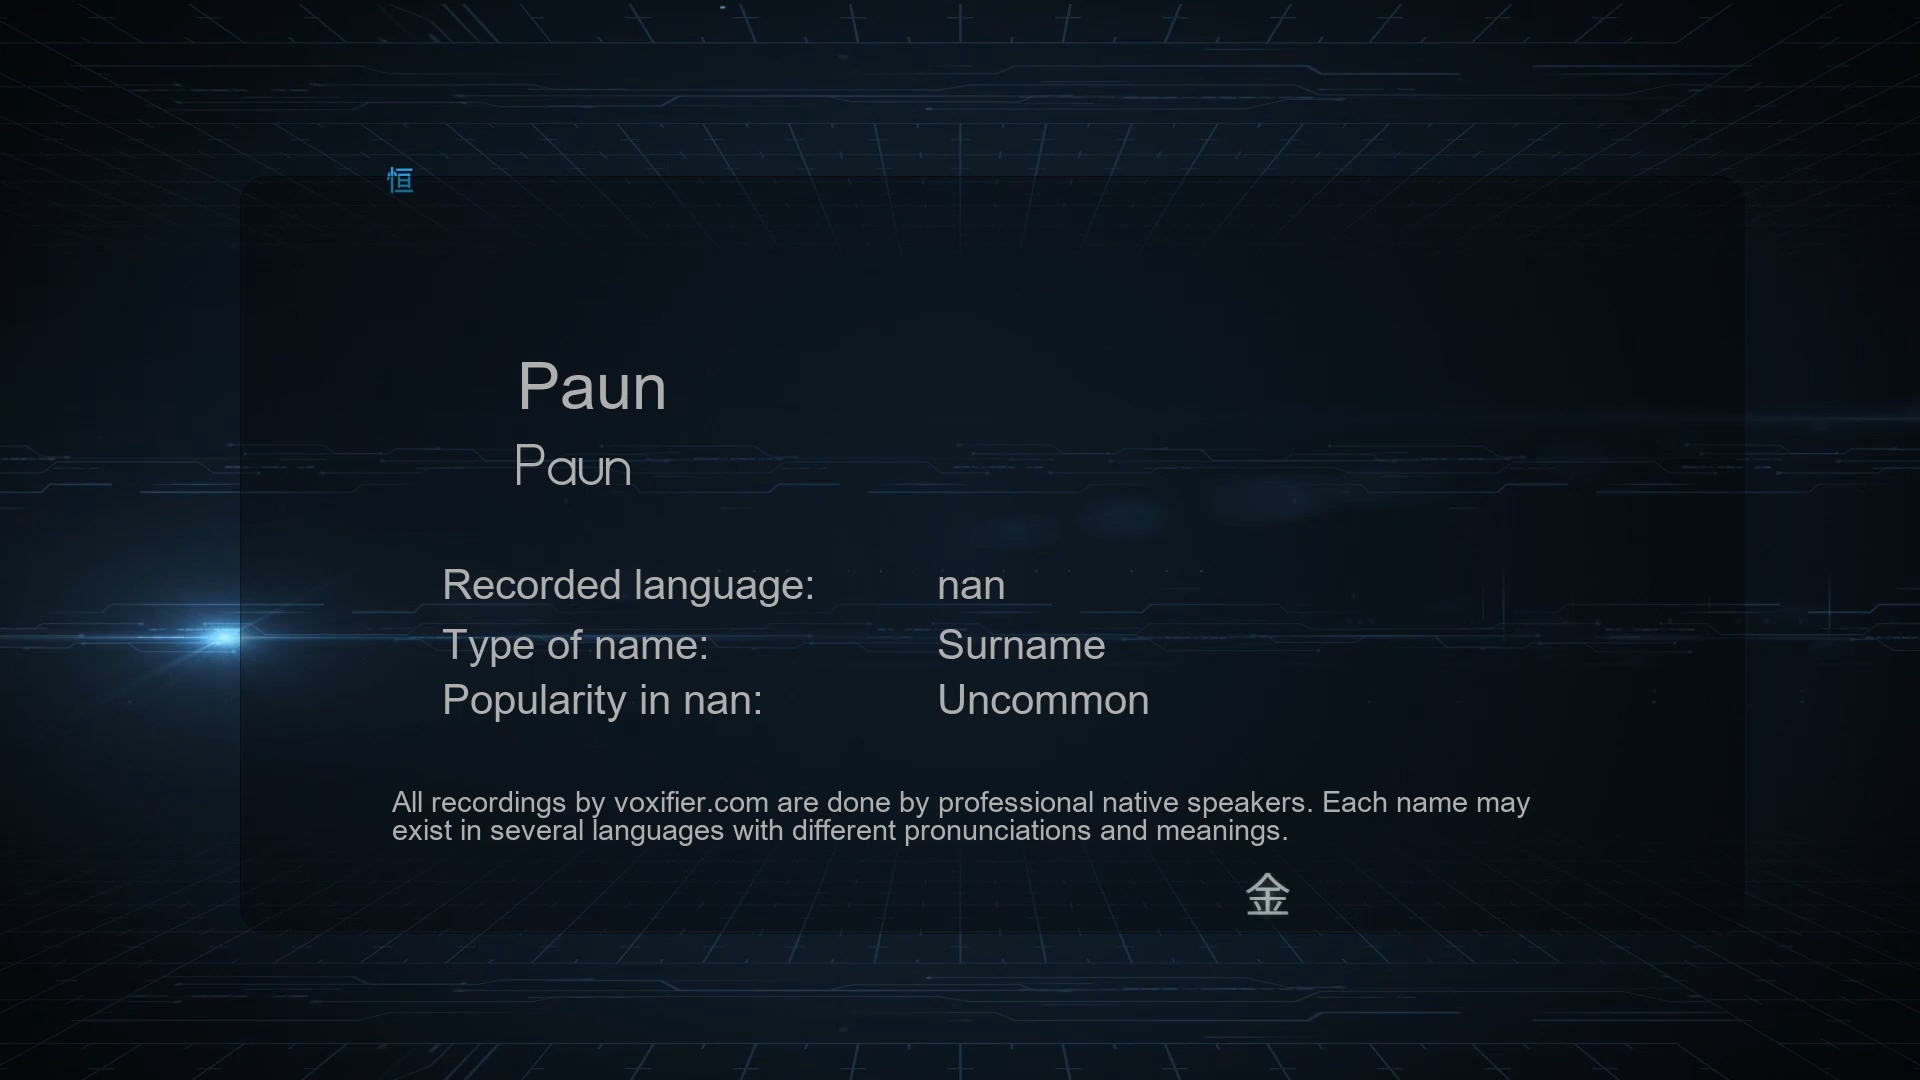 恒
Paun
Paun
Recorded language: nan
Type of name: Surname
Popularity in nan: Uncommon
All recordings by voxifier.com are done by professional native speakers. Each name may
exist in several languages with different pronunciations and meanings.
金